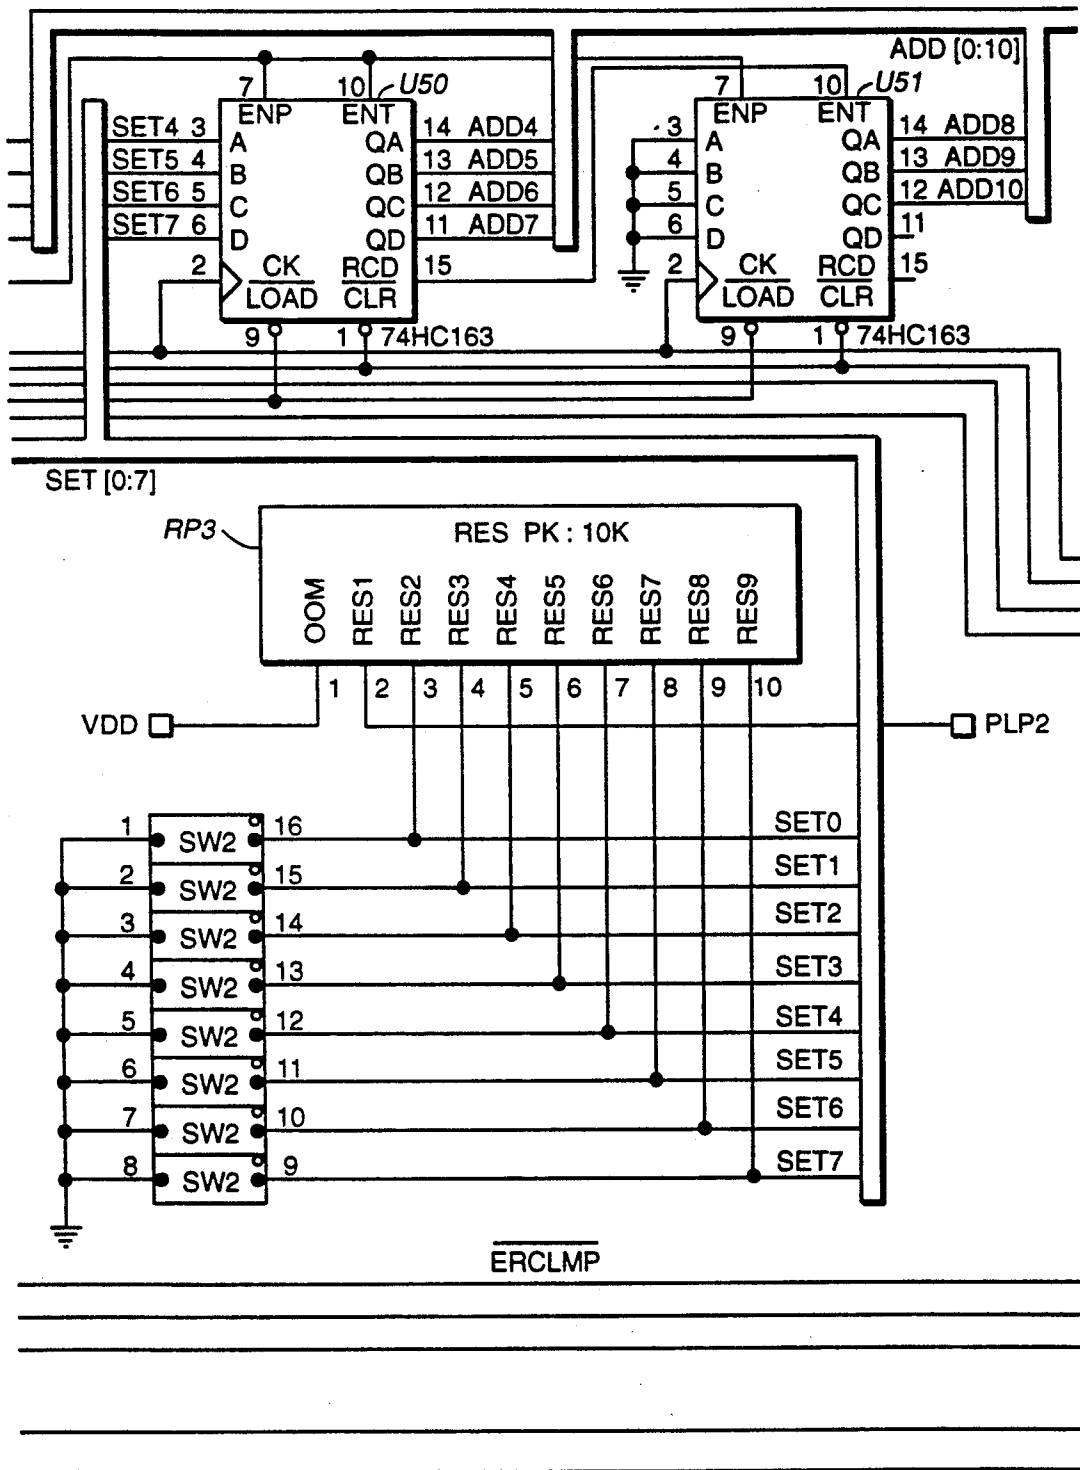 ADD [0:10]
7 10 U50
ENP ENT
SET4 3 A QA 14 ADD4
SET5 4 B QB 13 ADD5
SET6 5 C QC 12 ADD6
SET7 6 D QD 11 ADD7
2 CK RCD 15
LOAD CLR
9 1 74HC163
7 10 U51
ENP ENT
3 A QA 14 ADD8
4 B QB 13 ADD9
5 C QC 12 ADD10
6 D QD 11
2 CK RCD 15
LOAD CLR
9 1 74HC163
SET [0:7]
RP3
RES PK : 10K
OOM RES1 RES2 RES3 RES4 RES5 RES6 RES7 RES8 RES9
1 2 3 4 5 6 7 8 9 10
VDD PLP2
1 SW2 16 SET0
2 SW2 15 SET1
3 SW2 14 SET2
4 SW2 13 SET3
5 SW2 12 SET4
6 SW2 11 SET5
7 SW2 10 SET6
8 SW2 9 SET7
ERCLMP